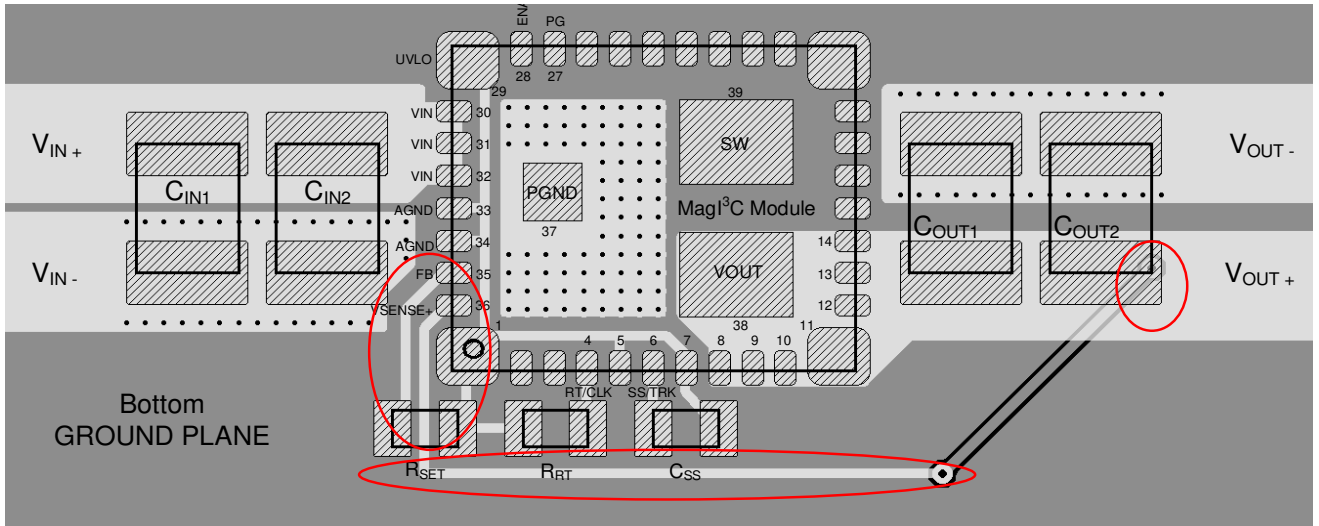 ENA PG
UVLO
28 27
29
39
VIN 30
VIN 31
SW
VIN 32
V IN +
C IN1 C IN2
V OUT -
PGND
AGND 33
MagI³C Module
37
C OUT1 C OUT2
AGND 34
14
V IN -
FB 35
VOUT
13
V OUT +
VSENSE+ 36
12
1
38
11
4 5 6 7 8 9 10
RT/CLK SS/TRK
Bottom
GROUND PLANE
R SET R RT C SS